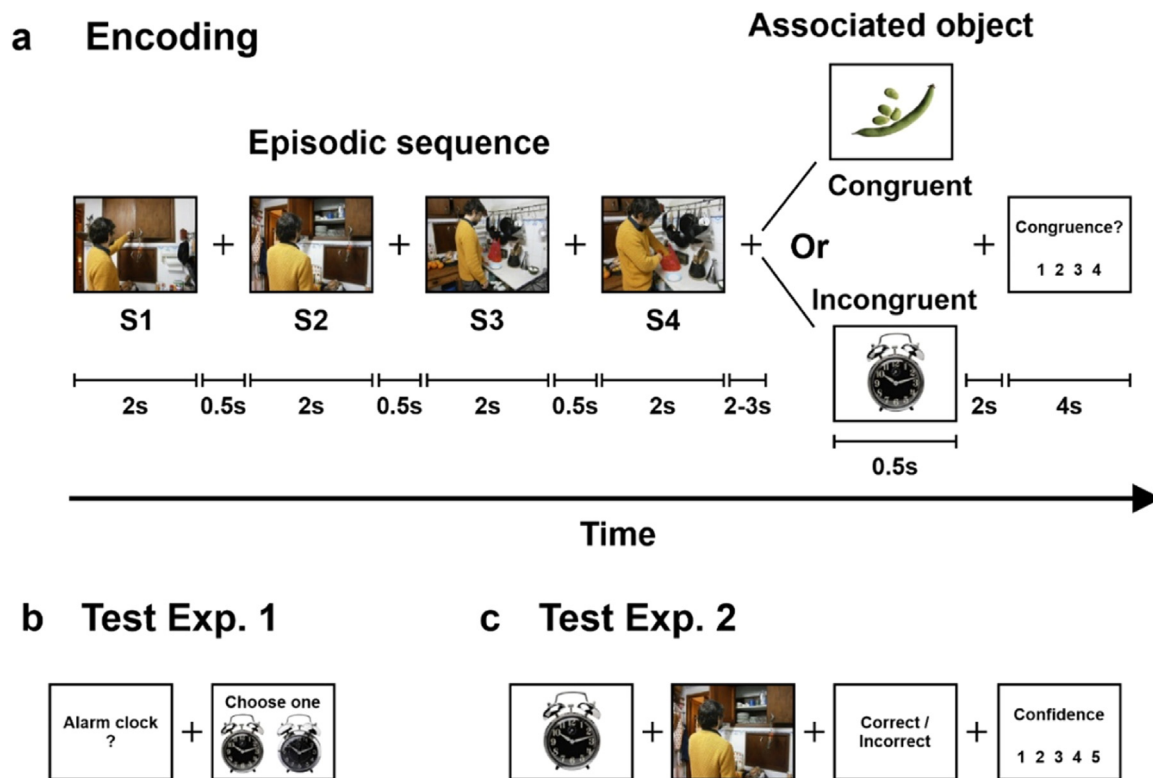 a Encoding
Associated object
Episodic sequence
Congruent
+ + + + Or + Congruence?
1 2 3 4
Incongruent
S1 S2 S3 S4
2s 0.5s 2s 0.5s 2s 0.5s 2s 2-3s 2s 4s
0.5s
Time
b Test Exp. 1
c Test Exp. 2
Alarm clock
?
+
Choose one
+ + +
Correct /
Incorrect
Confidence
1 2 3 4 5